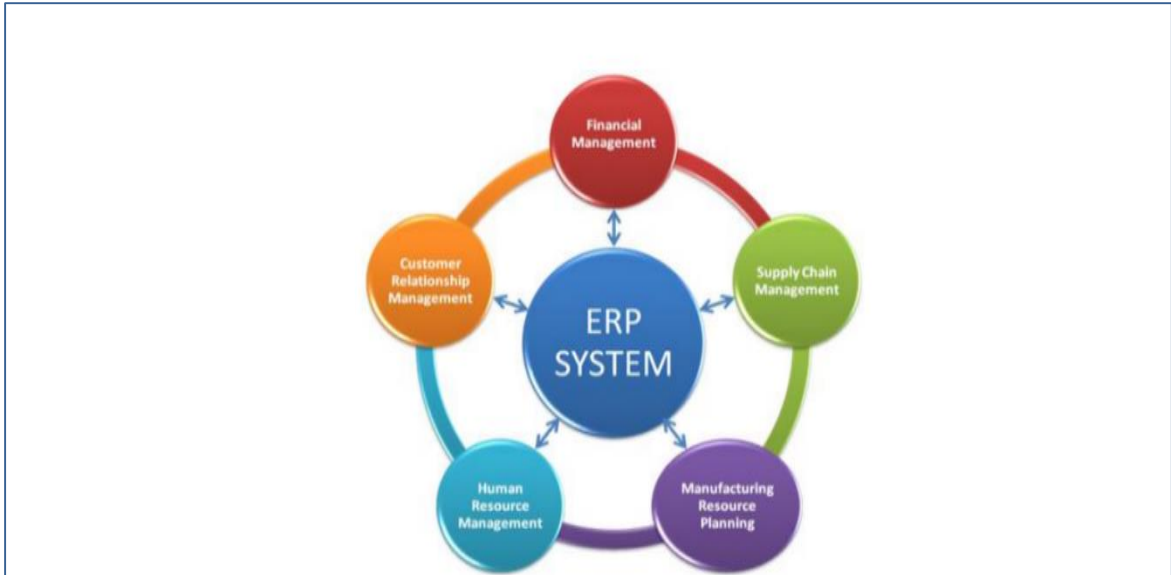 Financial
Management
Customer
Relationship
Management
Supply Chain
Management
ERP
SYSTEM
Human
Resource
Management
Manufacturing
Resource
Planning